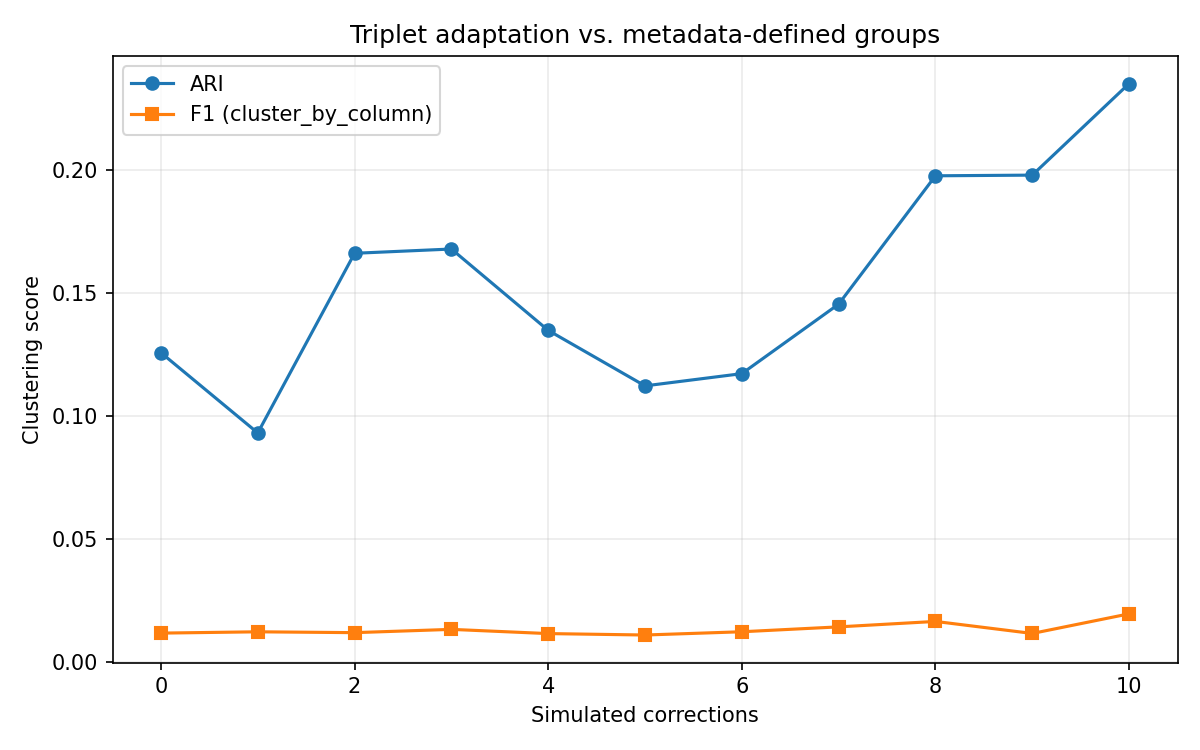 Triplet adaptation vs. metadata-defined groups
ARI
F1 (cluster_by_column)
0.20
0.15
0.10
0.05
0.00
Clustering score
0 2 4 6 8 10
Simulated corrections